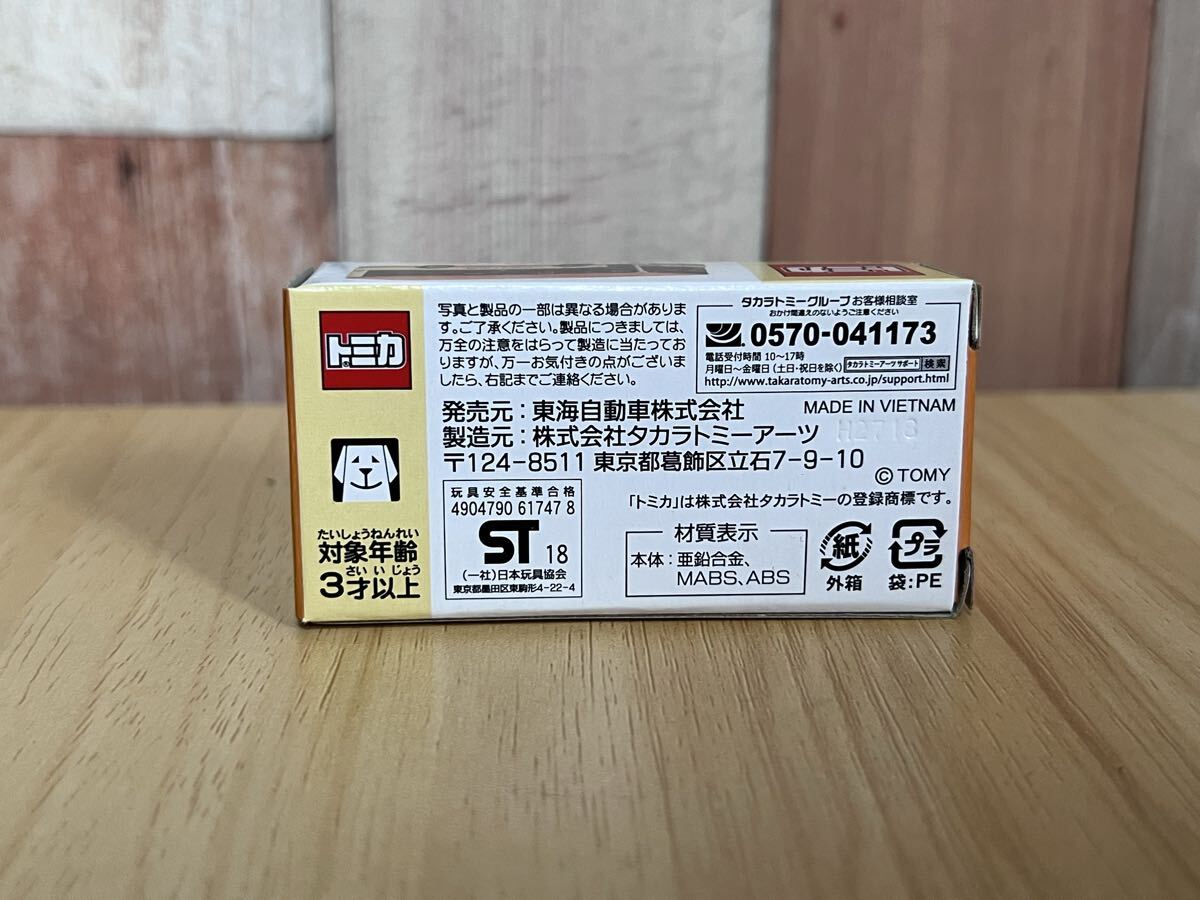 トミカ
写真と製品の一部は異なる場合がありま
す。ご了承ください。製品につきましては、
万全の注意をはらって製造に当たってお
りますが、万一お気付きの点がございま
したら、右記までご連絡ください。
タカラトミーグループ お客様相談室
おかけ間違えのないようご注意ください
0570-041173
電話受付時間 10〜17時
月曜日〜金曜日 (土日・祝日を除く)
タカラトミーアーツ サポート 検索
http://www.takaratomy-arts.co.jp/support.html
発売元：東海自動車株式会社
MADE IN VIETNAM
製造元：株式会社タカラトミーアーツ
H2713
〒124-8511 東京都葛飾区立石7-9-10
© TOMY
「トミカ」は株式会社タカラトミーの登録商標です。
たいしょうねんれい
対象年齢
さい い じょう
3才以上
玩具安全基準合格
4904790 61747 8
ST 18
(一社)日本玩具協会
東京都墨田区東駒形4-22-4
材質表示
本体：亜鉛合金、
MABS、ABS
紙
外箱
プラ
袋：PE